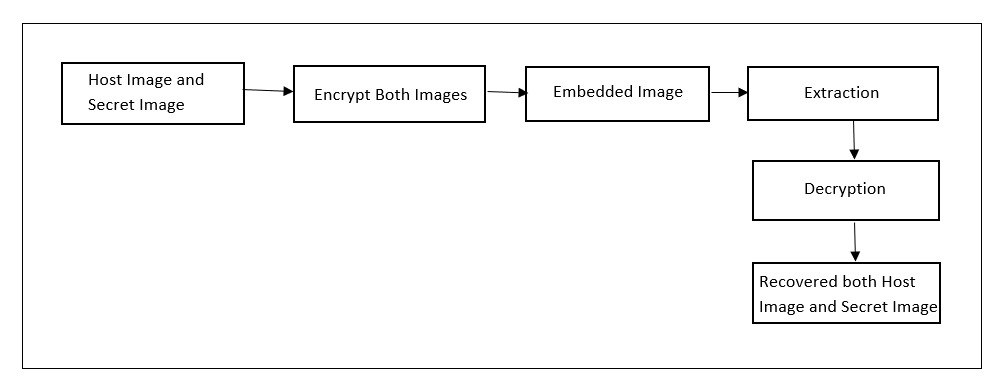 Host Image and
Secret Image
Encrypt Both Images
Embedded Image
Extraction
Decryption
Recovered both Host
Image and Secret Image